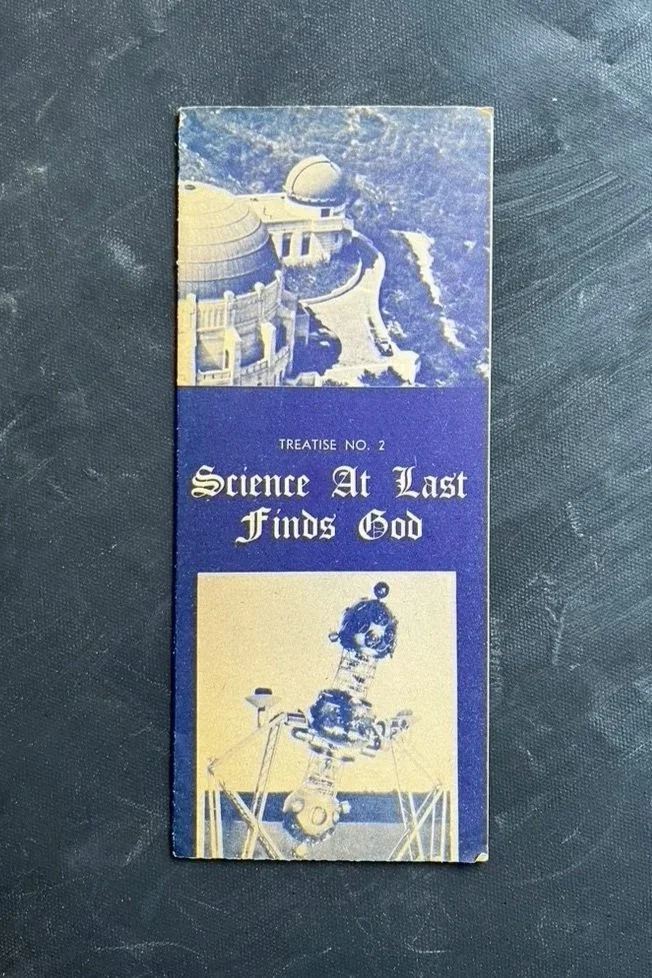 TREATISE NO. 2
Science At Last
Finds God